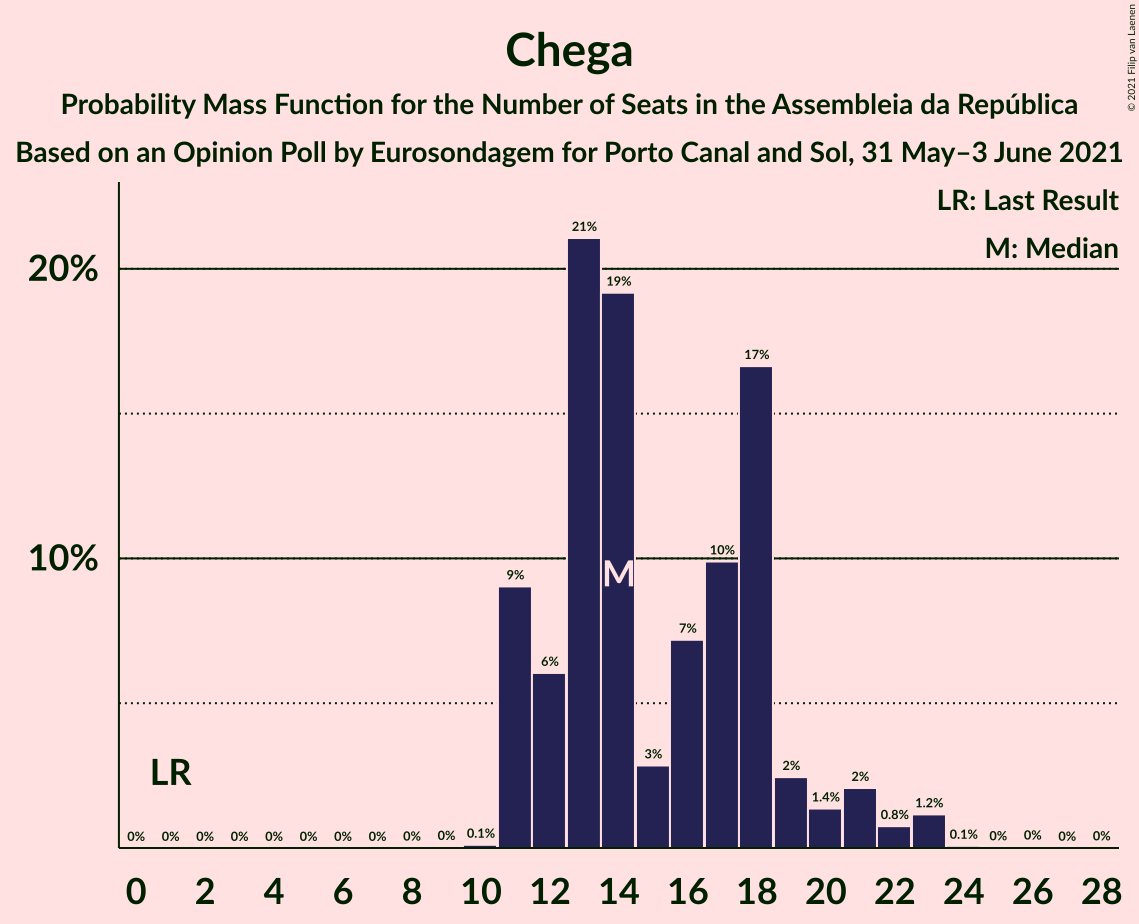 Chega
Probability Mass Function for the Number of Seats in the Assembleia da República
Based on an Opinion Poll by Eurosondagem for Porto Canal and Sol, 31 May–3 June 2021
© 2021 Filip van Laenen
LR: Last Result
M: Median
20%
10%
21%
19%
17%
10%
9%
7%
6%
3%
2%
1.4%
2%
0.8%
1.2%
M
LR
0% 0% 0% 0% 0% 0% 0% 0% 0% 0% 0.1% 0.1% 0% 0% 0% 0%
0 2 4 6 8 10 12 14 16 18 20 22 24 26 28